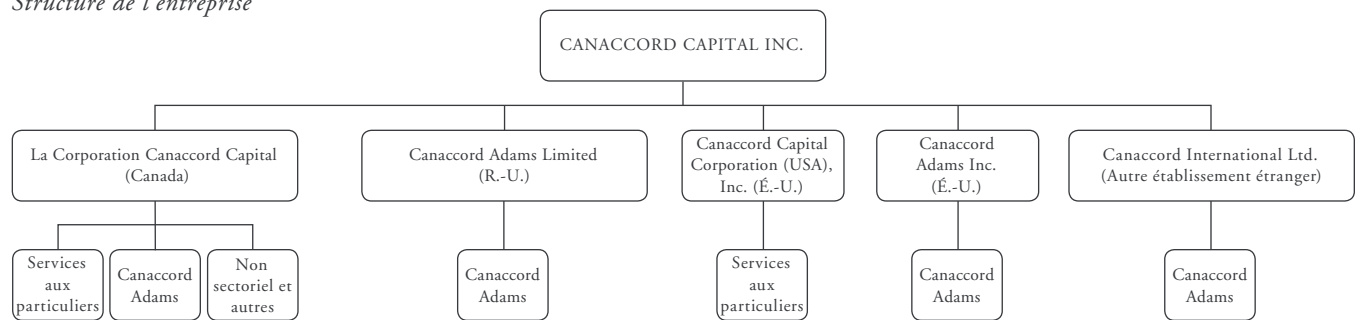 Structure de l'entreprise
CANACCORD CAPITAL INC.
La Corporation Canaccord Capital
(Canada)
Canaccord Adams Limited
(R.-U.)
Canaccord Capital
Corporation (USA),
Inc. (É.-U.)
Canaccord
Adams Inc.
(É.-U.)
Canaccord International Ltd.
(Autre établissement étranger)
Services
aux
particuliers
Canaccord
Adams
Non
sectoriel et
autres
Canaccord
Adams
Services
aux
particuliers
Canaccord
Adams
Canaccord
Adams